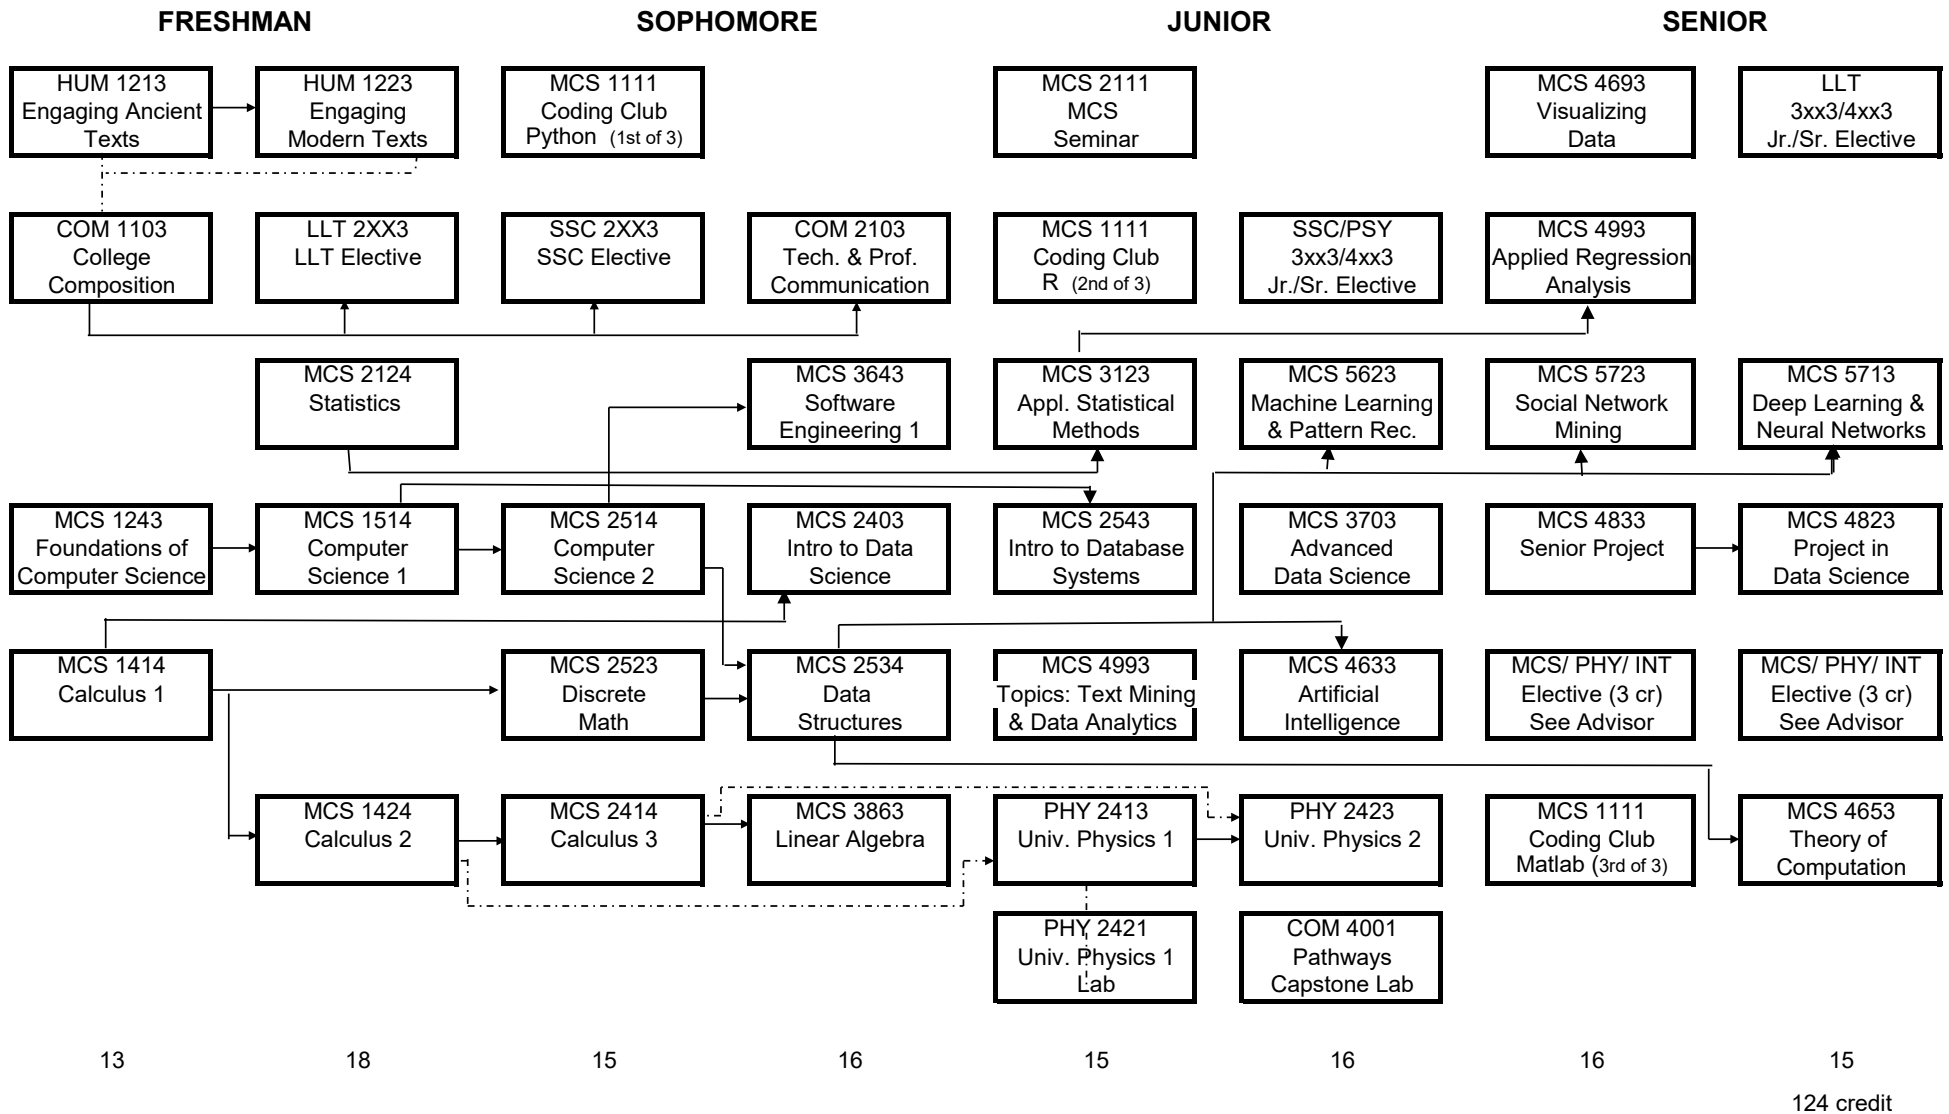 FRESHMAN
SOPHOMORE
JUNIOR
SENIOR
HUM 1213
Engaging Ancient
Texts
HUM 1223
Engaging
Modern Texts
MCS 1111
Coding Club
Python (1st of 3)
MCS 2111
MCS
Seminar
MCS 4693
Visualizing
Data
LLT
3xx3/4xx3
Jr./Sr. Elective
COM 1103
College
Composition
LLT 2XX3
LLT Elective
SSC 2XX3
SSC Elective
COM 2103
Tech. & Prof.
Communication
MCS 1111
Coding Club
R (2nd of 3)
SSC/PSY
3xx3/4xx3
Jr./Sr. Elective
MCS 4993
Applied Regression
Analysis
MCS 2124
Statistics
MCS 3643
Software
Engineering 1
MCS 3123
Appl. Statistical
Methods
MCS 5623
Machine Learning
& Pattern Rec.
MCS 5723
Social Network
Mining
MCS 5713
Deep Learning &
Neural Networks
MCS 1243
Foundations of
Computer Science
MCS 1514
Computer
Science 1
MCS 2514
Computer
Science 2
MCS 2403
Intro to Data
Science
MCS 2543
Intro to Database
Systems
MCS 3703
Advanced
Data Science
MCS 4833
Senior Project
MCS 4823
Project in
Data Science
MCS 1414
Calculus 1
MCS 2523
Discrete
Math
MCS 2534
Data
Structures
MCS 4993
Topics: Text Mining
& Data Analytics
MCS 4633
Artificial
Intelligence
MCS/ PHY/ INT
Elective (3 cr)
See Advisor
MCS/ PHY/ INT
Elective (3 cr)
See Advisor
MCS 1424
Calculus 2
MCS 2414
Calculus 3
MCS 3863
Linear Algebra
PHY 2413
Univ. Physics 1
PHY 2423
Univ. Physics 2
MCS 1111
Coding Club
Matlab (3rd of 3)
MCS 4653
Theory of
Computation
PHY 2421
Univ. Physics 1
Lab
COM 4001
Pathways
Capstone Lab
13
18
15
16
15
16
16
15
124 credit